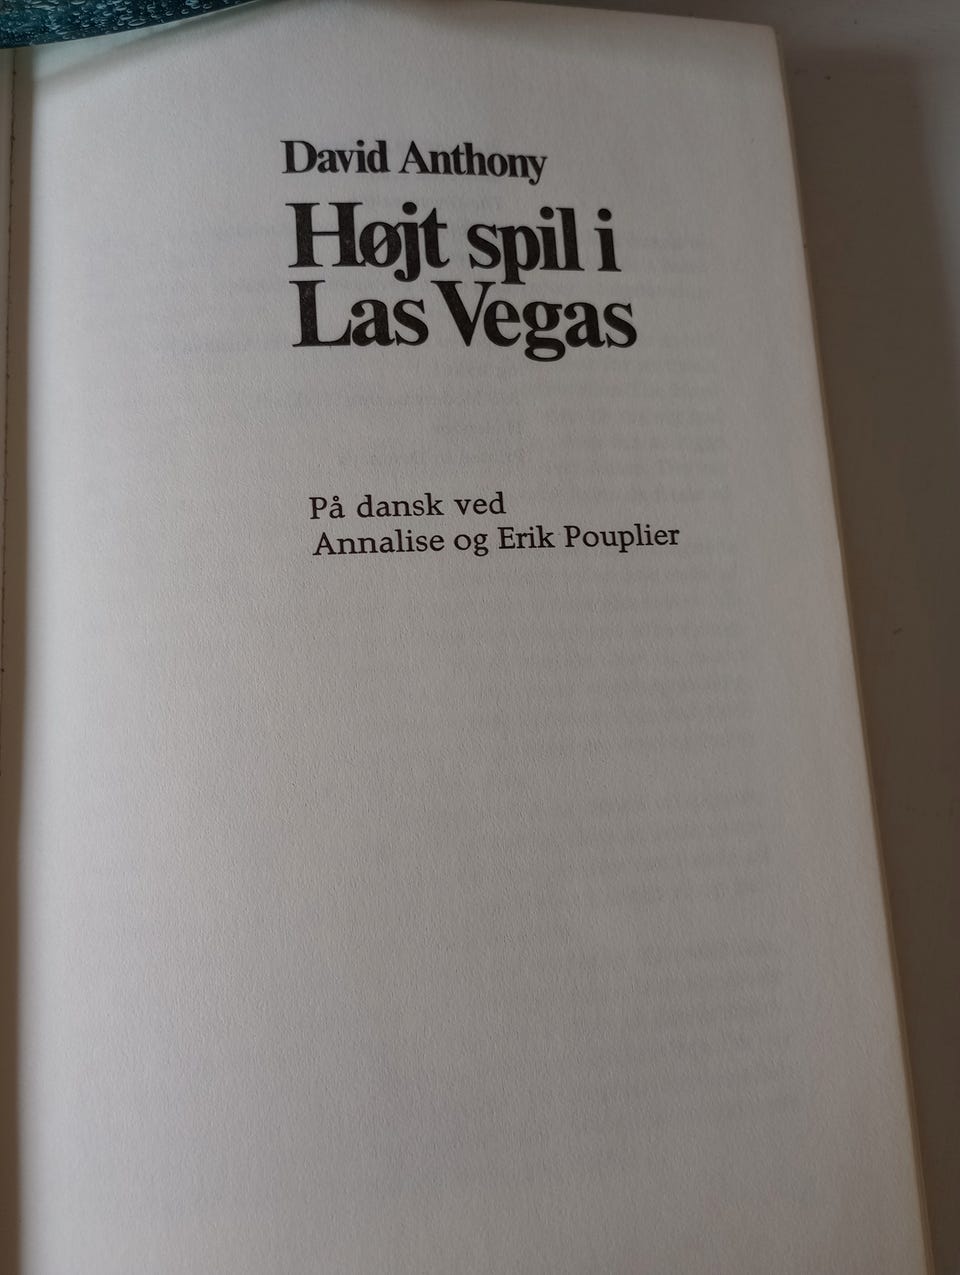 David Anthony
Højt spil i
Las Vegas
På dansk ved
Annalise og Erik Pouplier